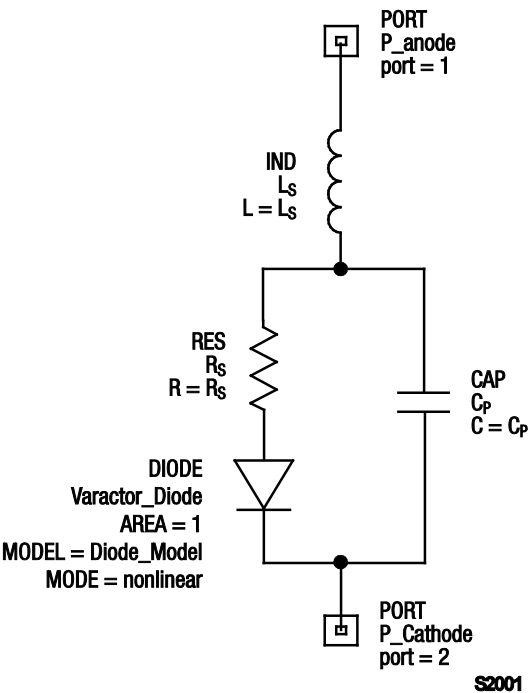 PORT
P_anode
port = 1
IND
LS
L = LS
RES
RS
R = RS
CAP
CP
C = CP
DIODE
Varactor_Diode
AREA = 1
MODEL = Diode_Model
MODE = nonlinear
PORT
P_Cathode
port = 2
S2001